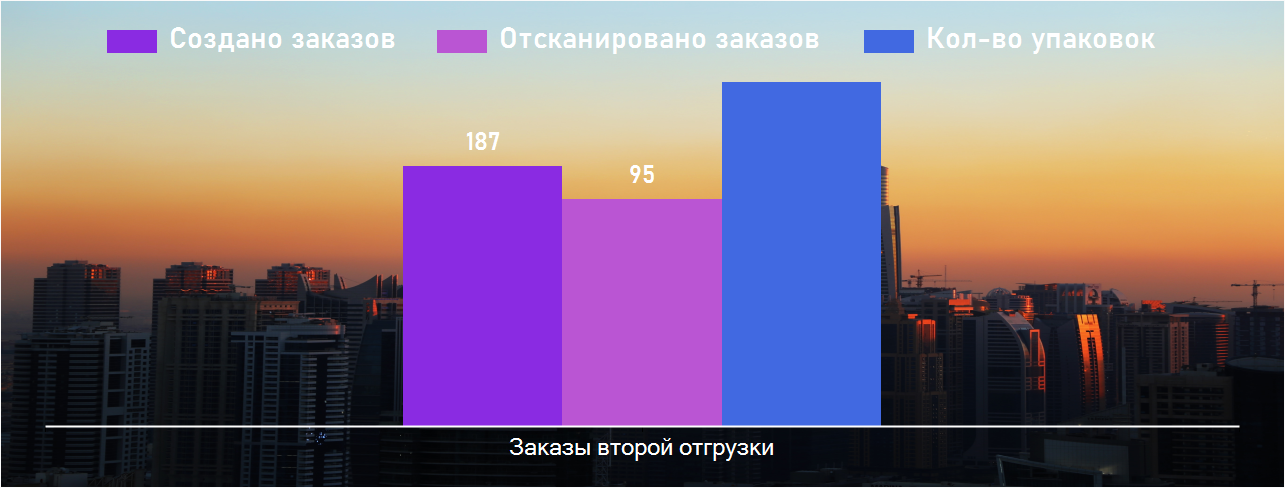 Создано заказов Отсканировано заказов Кол-во упаковок
187
95
Заказы второй отгрузки